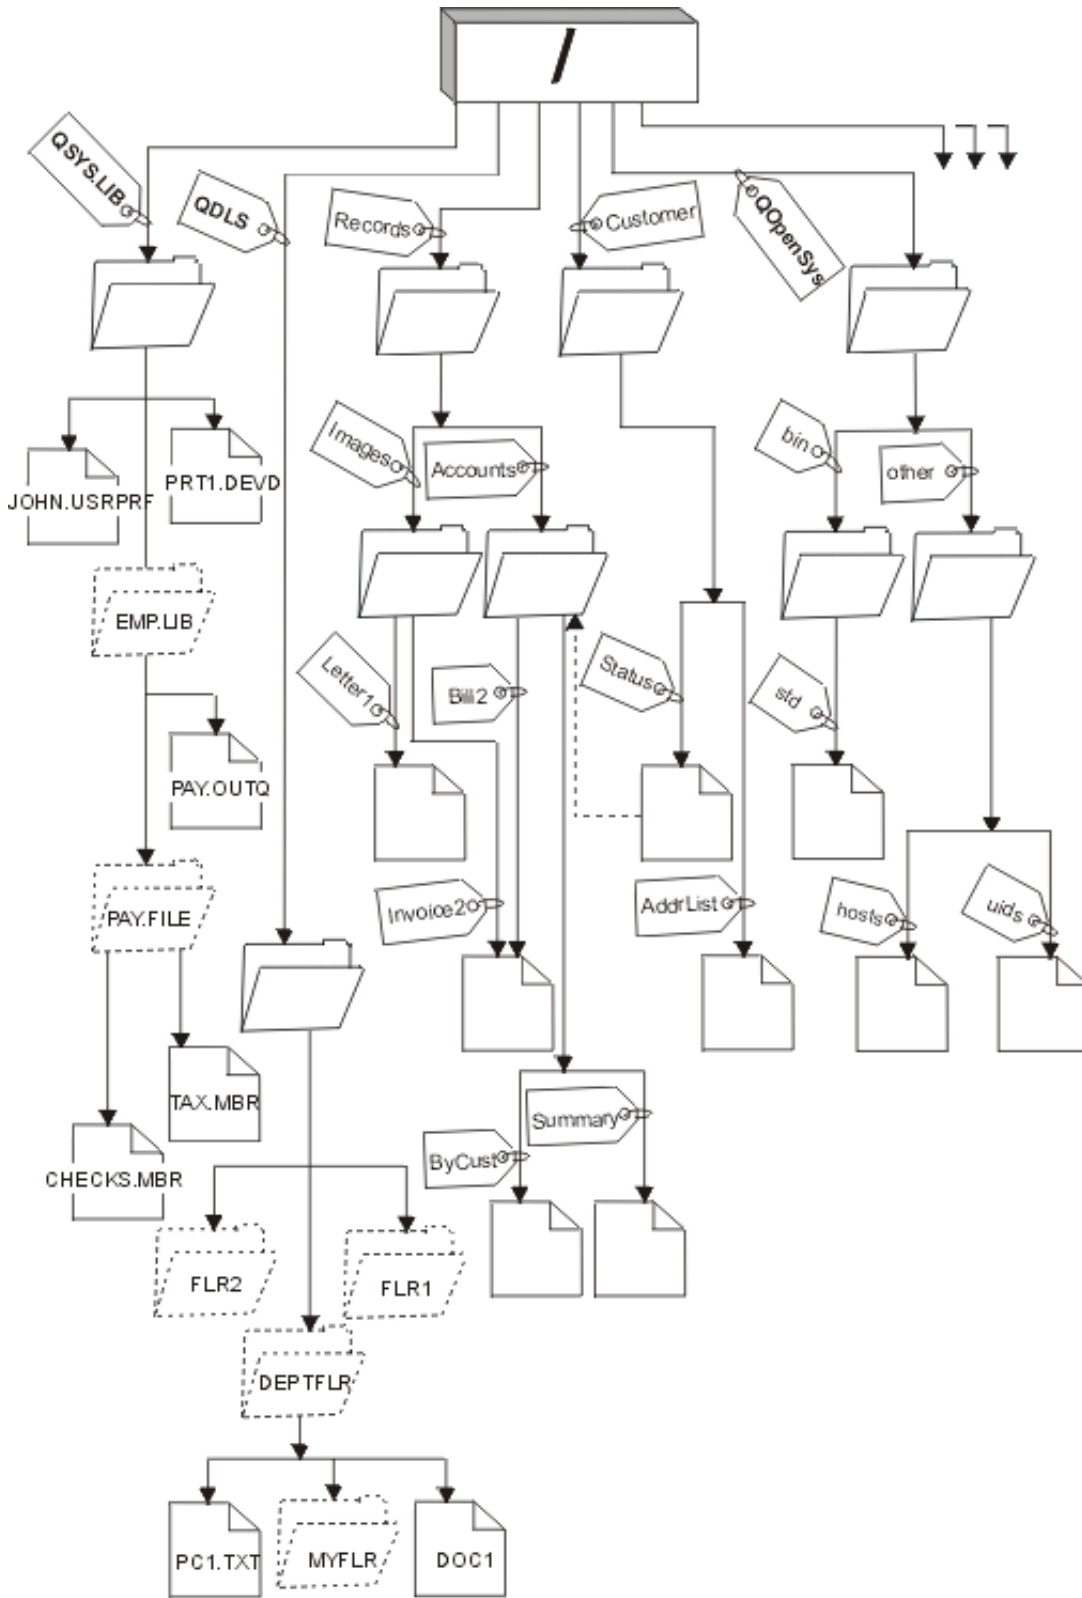 /
QSYS.LIB
QDLS
Records
Customer
QOpenSys
JOHN.USRPRF
PRT1.DEVD
Images
Accounts
bin
other
EMP.LIB
Letter1
Bill2
Status
std
PAY.OUTQ
PAY.FILE
Invoice2
AddrList
hosts
uids
TAX.MBR
Summary
CHECKS.MBR
ByCust
FLR2
FLR1
DEPTFLR
PC1.TXT
MYFLR
DOC1